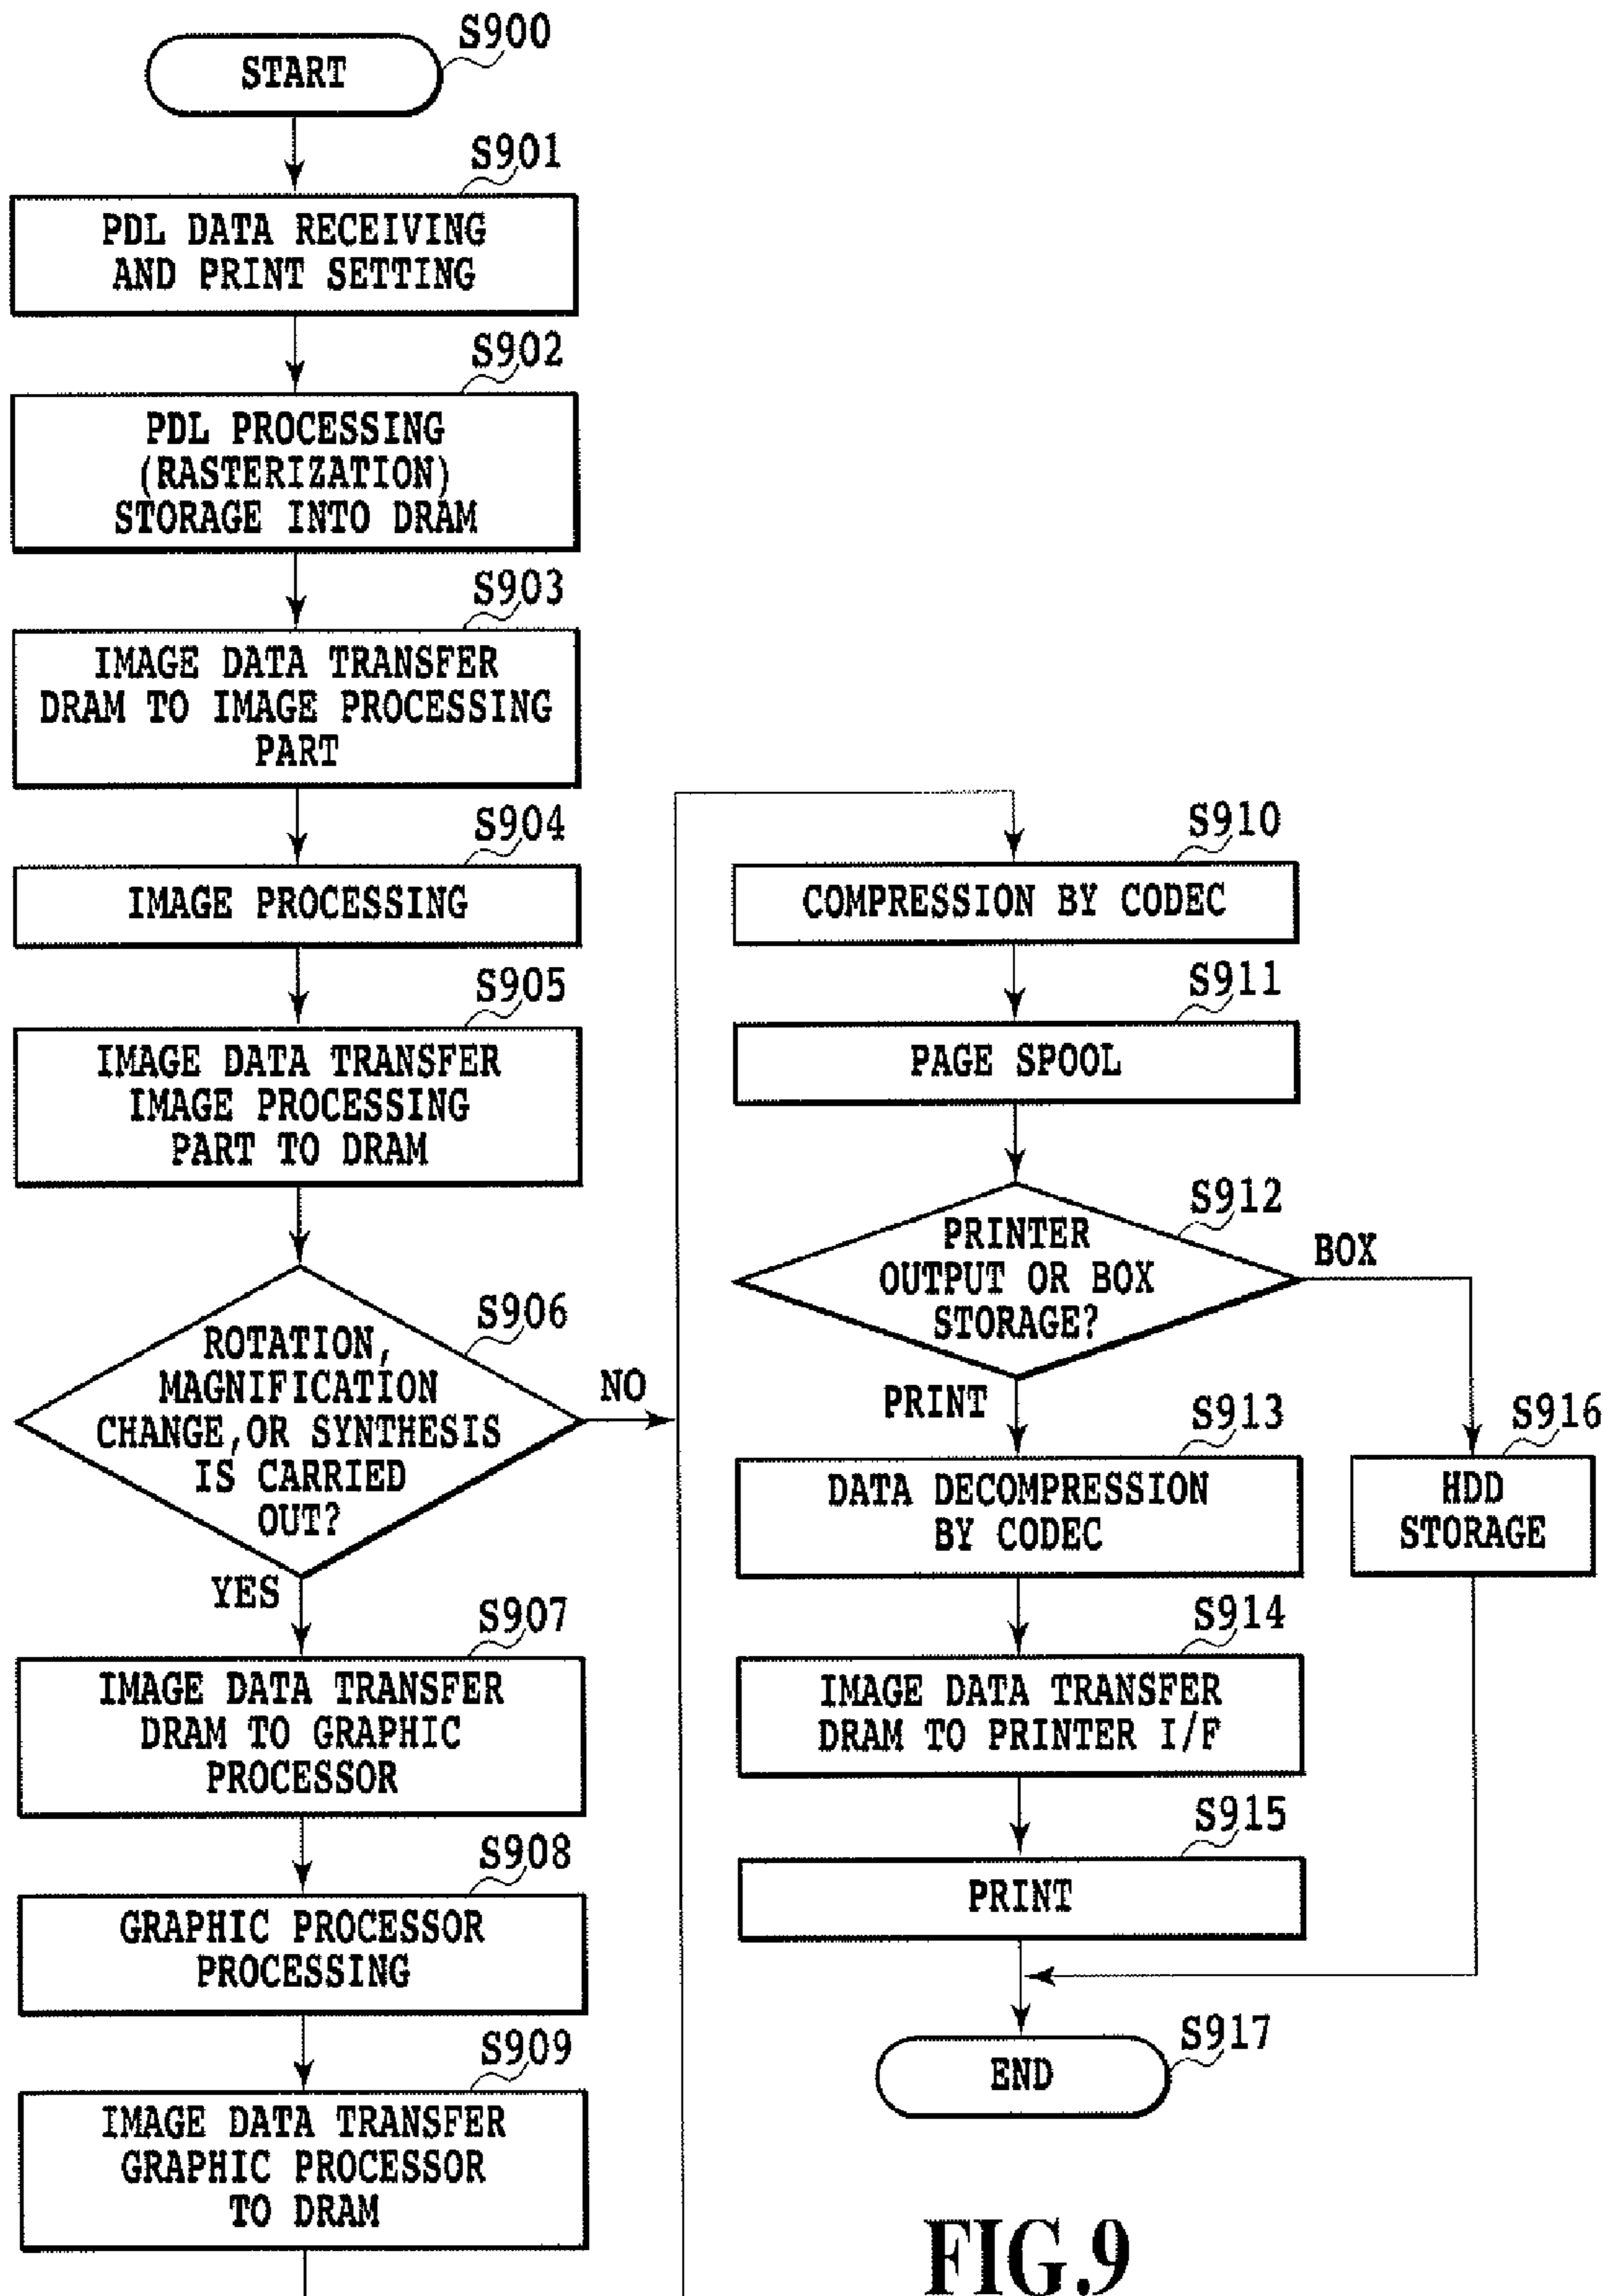 S900
START
S901
PDL DATA RECEIVING
AND PRINT SETTING
S902
PDL PROCESSING
(RASTERIZATION)
STORAGE INTO DRAM
S903
IMAGE DATA TRANSFER
DRAM TO IMAGE PROCESSING
PART
S904
IMAGE PROCESSING
S905
IMAGE DATA TRANSFER
IMAGE PROCESSING
PART TO DRAM
S906
ROTATION,
MAGNIFICATION
CHANGE,OR SYNTHESIS
IS CARRIED
OUT?
NO
YES
S907
IMAGE DATA TRANSFER
DRAM TO GRAPHIC
PROCESSOR
S908
GRAPHIC PROCESSOR
PROCESSING
S909
IMAGE DATA TRANSFER
GRAPHIC PROCESSOR
TO DRAM
S910
COMPRESSION BY CODEC
S911
PAGE SPOOL
S912
PRINTER
OUTPUT OR BOX
STORAGE?
BOX
PRINT
S913
DATA DECOMPRESSION
BY CODEC
S916
HDD
STORAGE
S914
IMAGE DATA TRANSFER
DRAM TO PRINTER I/F
S915
PRINT
S917
END
FIG.9